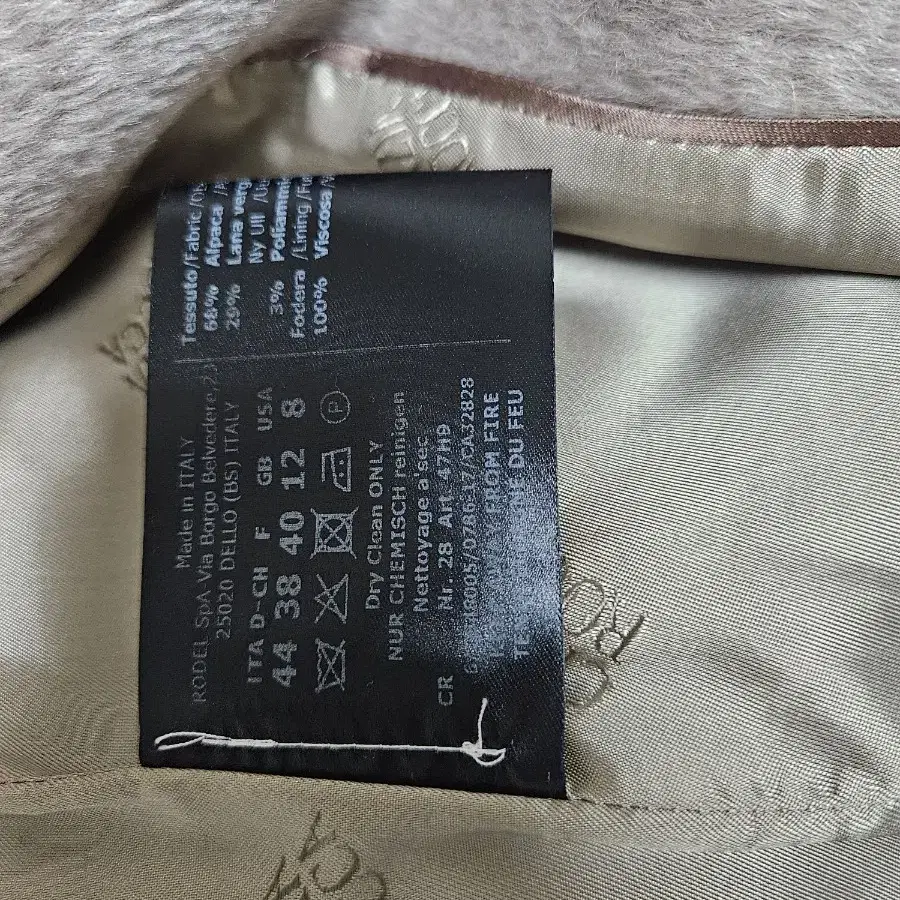 Tessuto/Fabric
68% Alpaca
29% Lana verg
Ny Ull
3% Poliammi
Fodera /Lining
100% Viscosa
Made in ITALY
RODEL SpA Via Borgo Belvedere,23
25020 DELLO (BS) ITALY
ITA D-CH F GB USA
44 38 40 12 8
P
Dry Clean ONLY
NUR CHEMISCH reinigen
Nettoyage a'sec
CR Nr. 28 Art 47H9
FROM FIRE
DU FEU